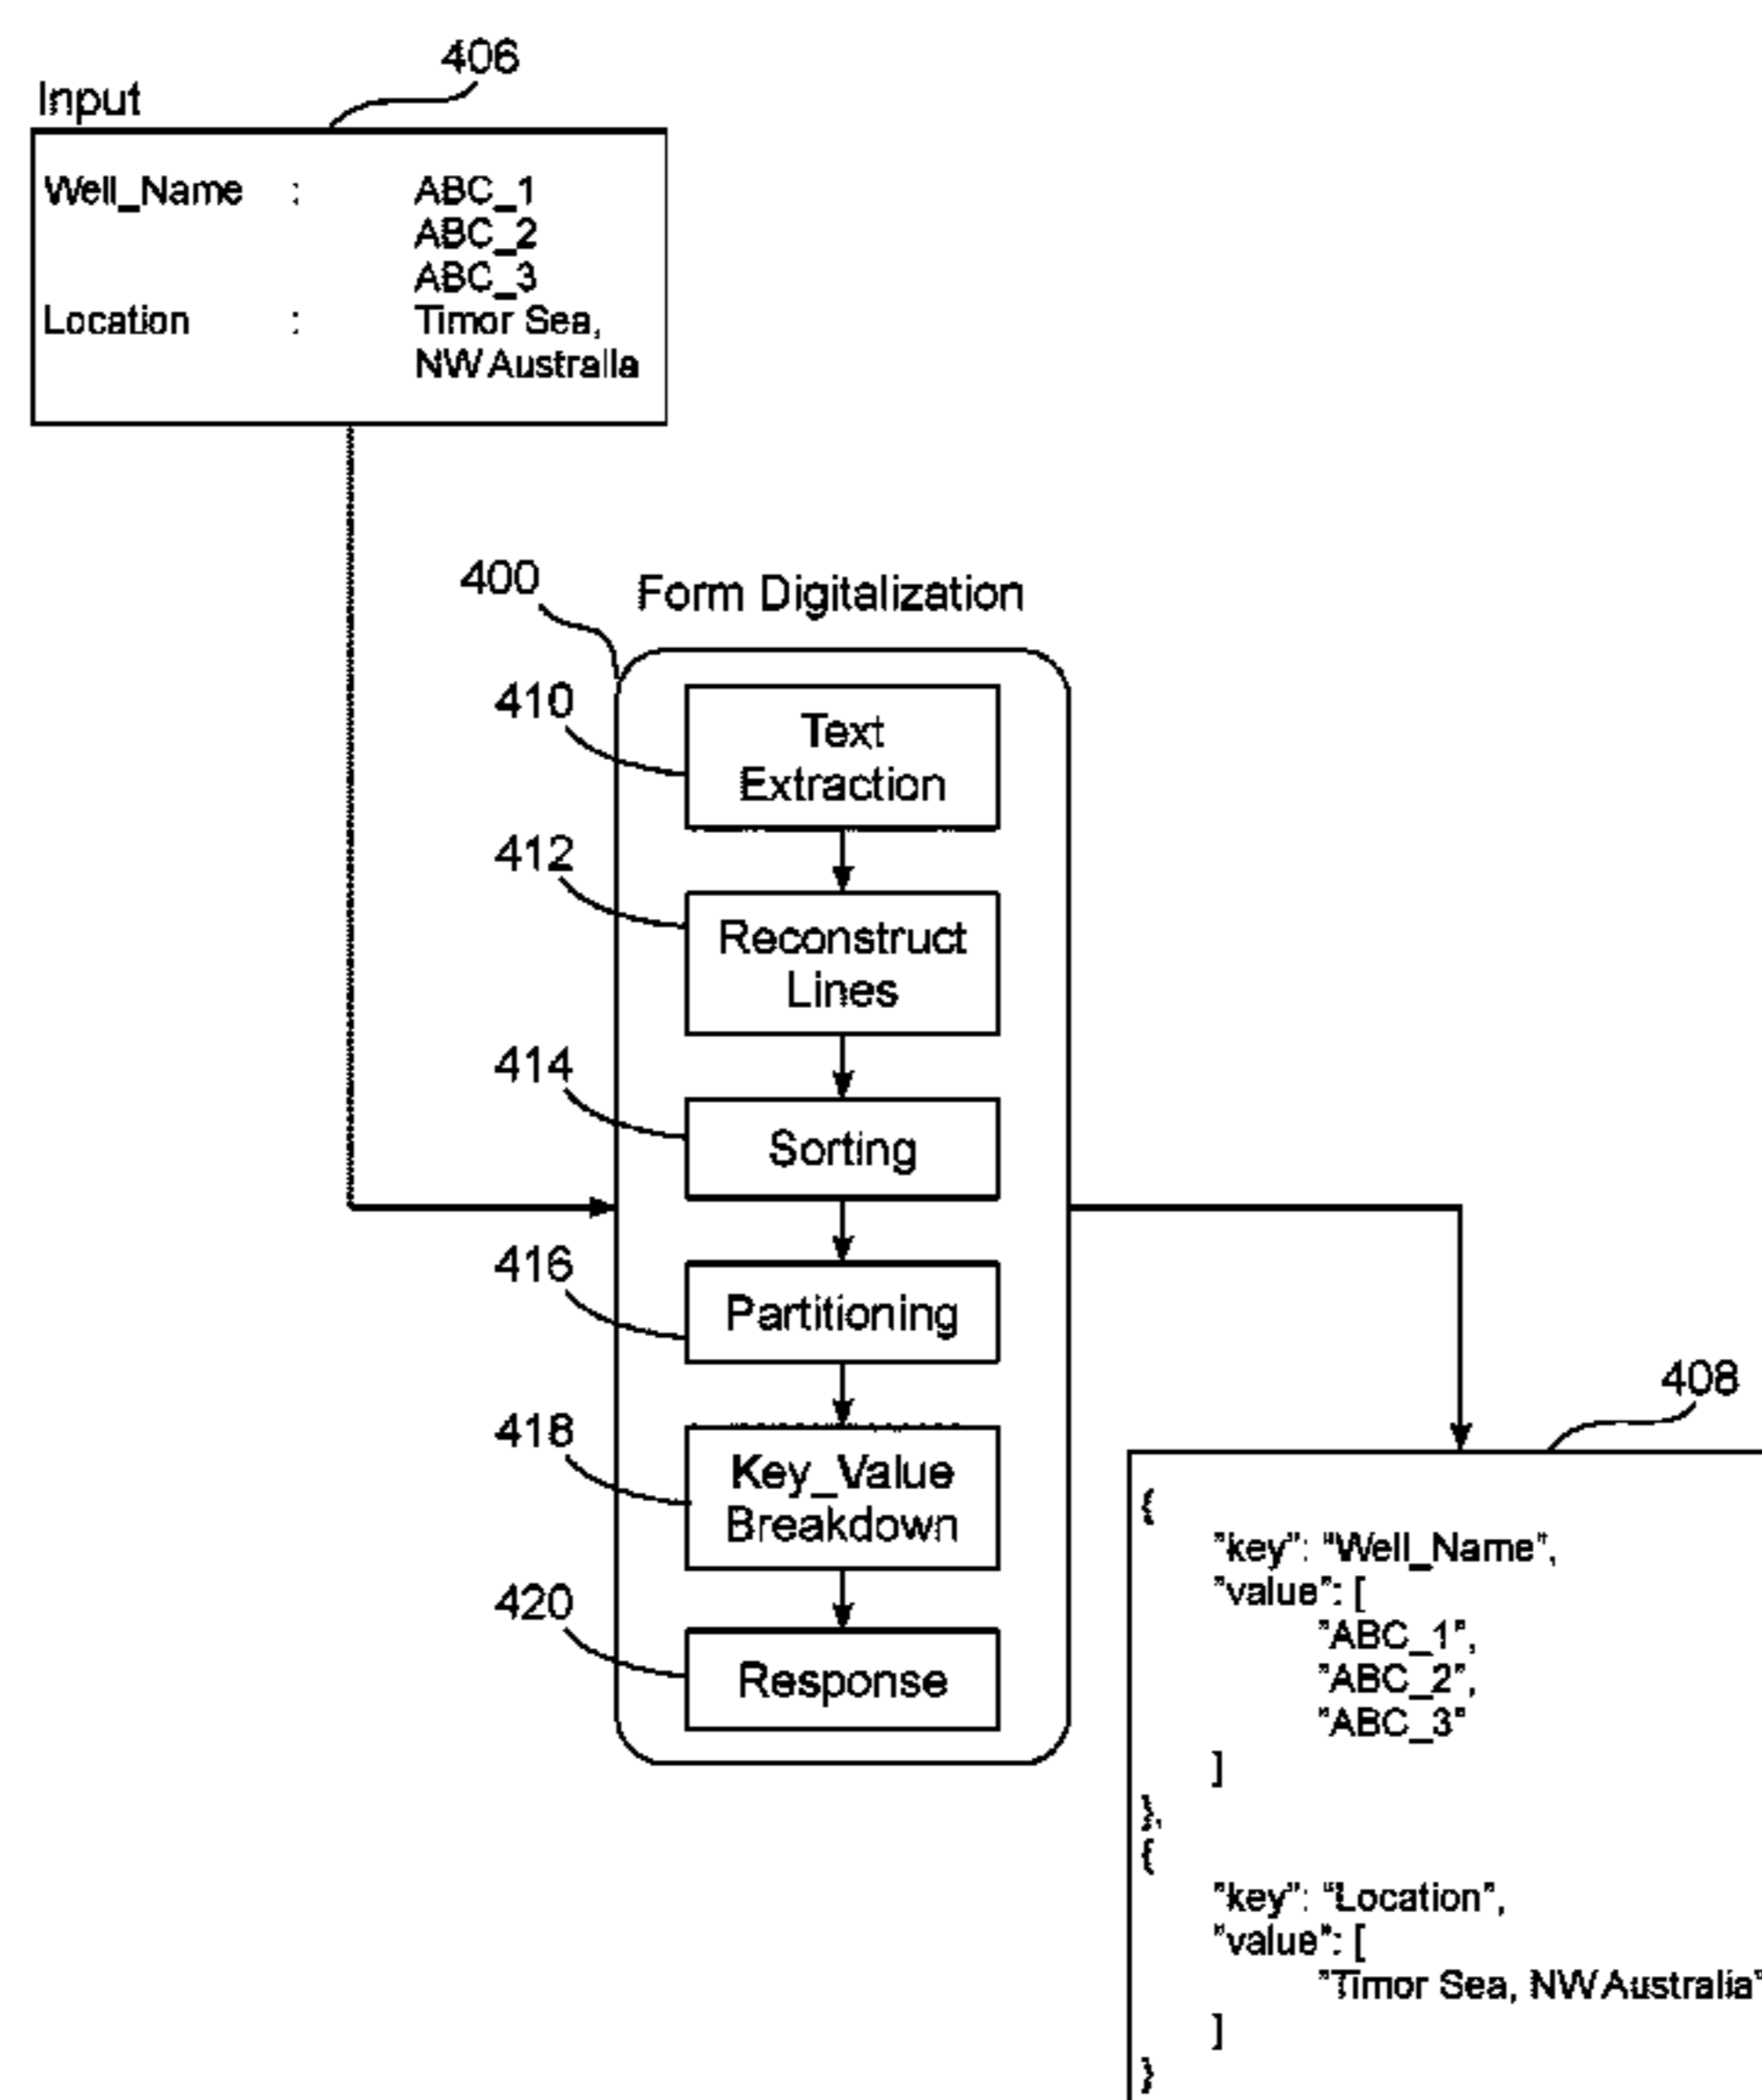 406
Input
Well_Name : ABC_1
ABC_2
ABC_3
Location : Timor Sea,
NW Australia
400
Form Digitalization
410
Text
Extraction
412
Reconstruct
Lines
414
Sorting
416
Partitioning
418
Key_Value
Breakdown
420
Response
408
{
"key": "Well_Name",
"value": [
"ABC_1",
"ABC_2",
"ABC_3"
]
},
{
"key": "Location",
"value": [
"Timor Sea, NW Australia"
]
}